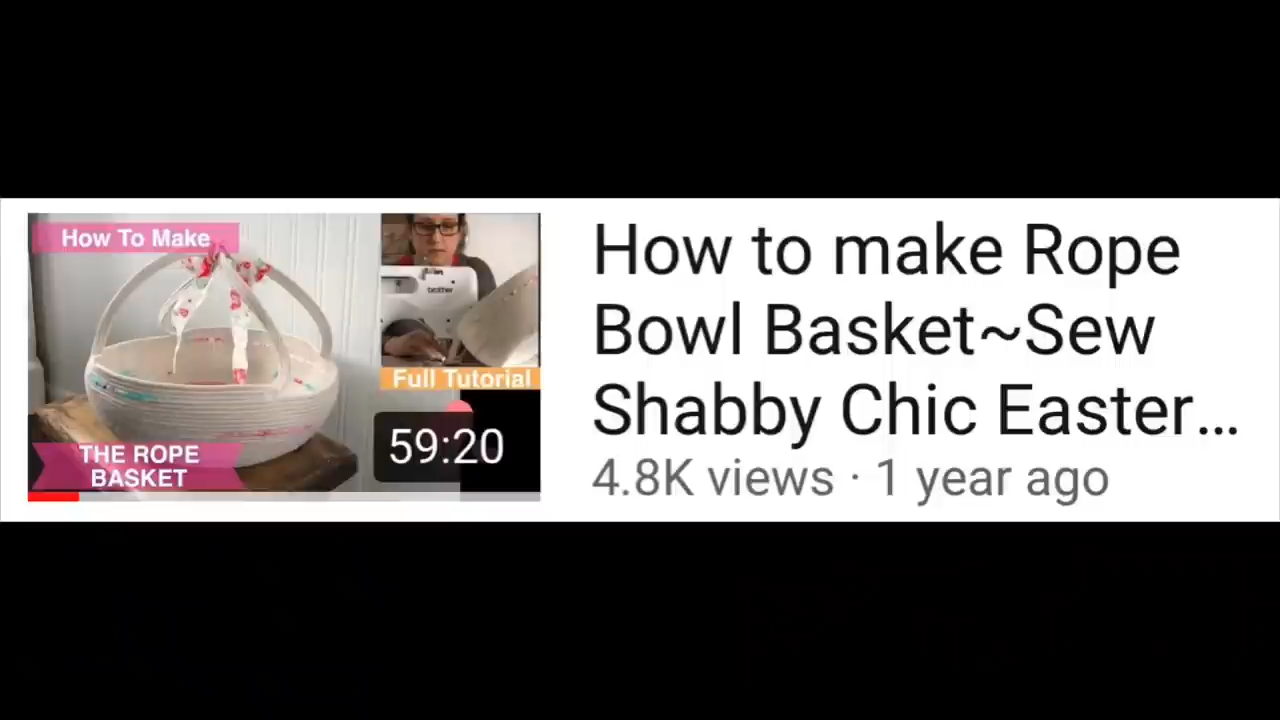 How To Make
brother
Full Tutorial
59:20
THE ROPE
BASKET
How to make Rope
Bowl Basket~Sew
Shabby Chic Easter…
4.8K views · 1 year ago